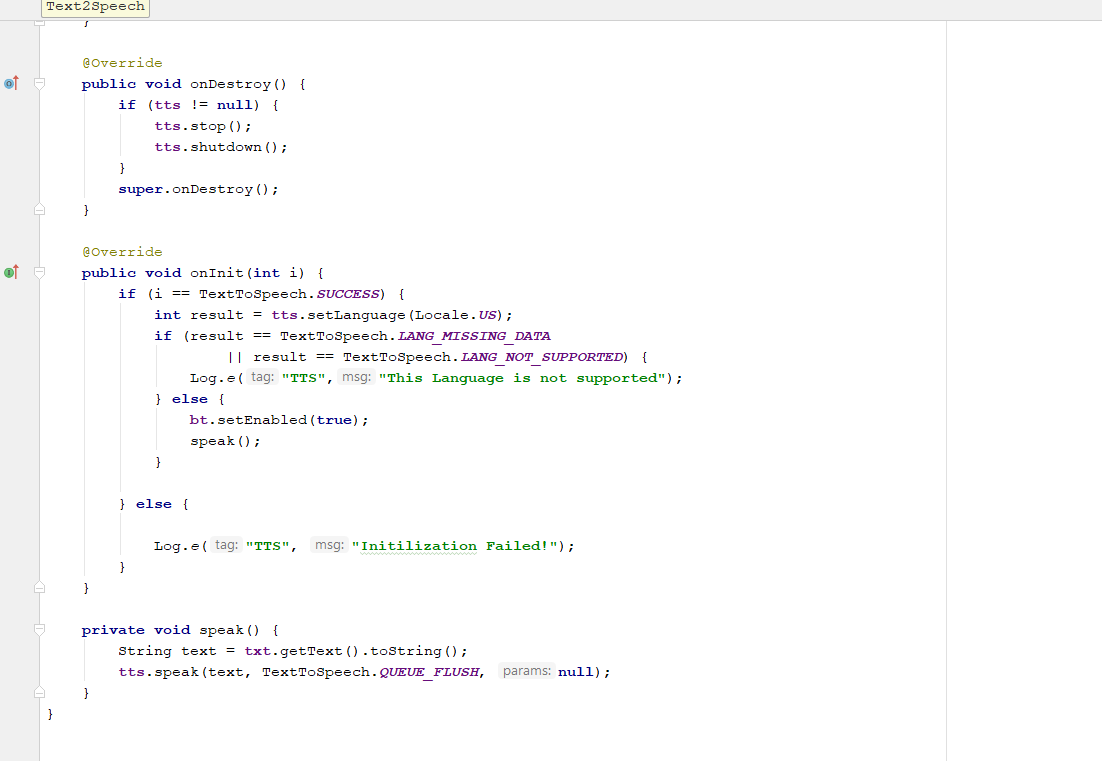 Text2Speech
}
@Override
public void onDestroy() {
if (tts != null) {
tts.stop();
tts.shutdown();
}
super.onDestroy();
}
@Override
public void onInit(int i) {
if (i == TextToSpeech.SUCCESS) {
int result = tts.setLanguage(Locale.US);
if (result == TextToSpeech.LANG_MISSING_DATA
|| result == TextToSpeech.LANG_NOT_SUPPORTED) {
Log.e( tag: "TTS", msg: "This Language is not supported");
} else {
bt.setEnabled(true);
speak();
}
} else {
Log.e( tag: "TTS", msg: "Initilization Failed!");
}
}
private void speak() {
String text = txt.getText().toString();
tts.speak(text, TextToSpeech.QUEUE_FLUSH, params: null);
}
}